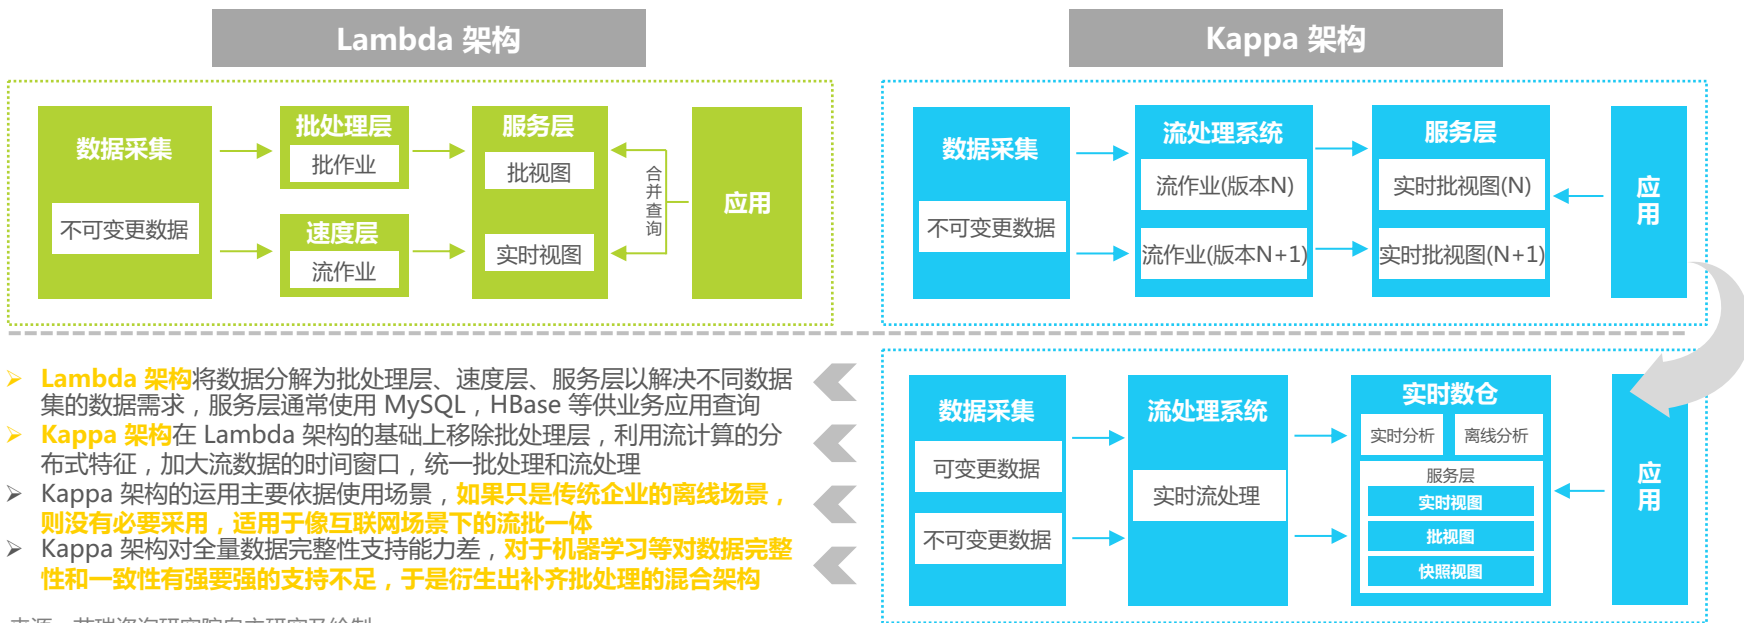 Lambda 架构
数据采集
不可变更数据
批处理层
批作业
速度层
流作业
服务层
批视图
实时视图
合并查询
应用
Kappa 架构
数据采集
不可变更数据
流处理系统
流作业(版本N)
流作业(版本N+1)
服务层
实时批视图(N)
实时批视图(N+1)
应用
Lambda 架构将数据分解为批处理层、速度层、服务层以解决不同数据
集的数据需求，服务层通常使用 MySQL，HBase 等供业务应用查询
Kappa 架构在 Lambda 架构的基础上移除批处理层，利用流计算的分
布式特征，加大流数据的时间窗口，统一批处理和流处理
Kappa 架构的运用主要依据使用场景，如果只是传统企业的离线场景，
则没有必要采用，适用于像互联网场景下的流批一体
Kappa 架构对全量数据完整性支持能力差，对于机器学习等对数据完整
性和一致性有强要强的支持不足，于是衍生出补齐批处理的混合架构
数据采集
可变更数据
不可变更数据
流处理系统
实时流处理
实时数仓
实时分析
离线分析
服务层
实时视图
批视图
快照视图
应用